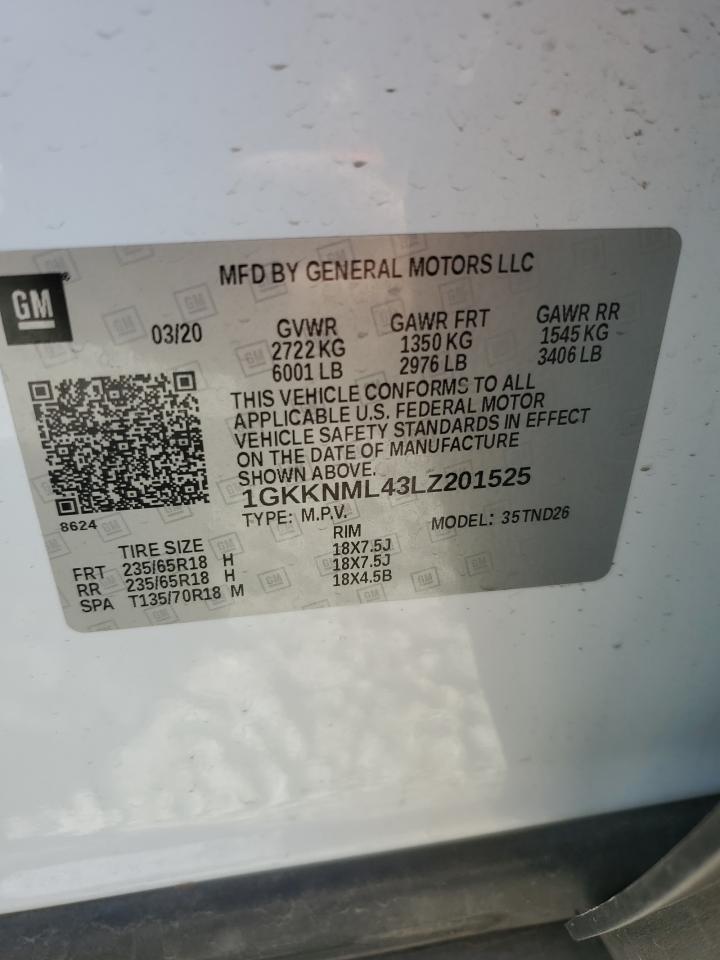 GM
MFD BY GENERAL MOTORS LLC
03/20 GVWR GAWR FRT GAWR RR
2722 KG 1350 KG 1545 KG
6001 LB 2976 LB 3406 LB
THIS VEHICLE CONFORMS TO ALL
APPLICABLE U.S. FEDERAL MOTOR
VEHICLE SAFETY STANDARDS IN EFFECT
ON THE DATE OF MANUFACTURE
SHOWN ABOVE.
1GKKNML43LZ201525
8624
TYPE: M.P.V. MODEL: 35TND26
TIRE SIZE RIM
FRT 235/65R18 H 18X7.5J
RR 235/65R18 H 18X7.5J
SPA T135/70R18 M 18X4.5B